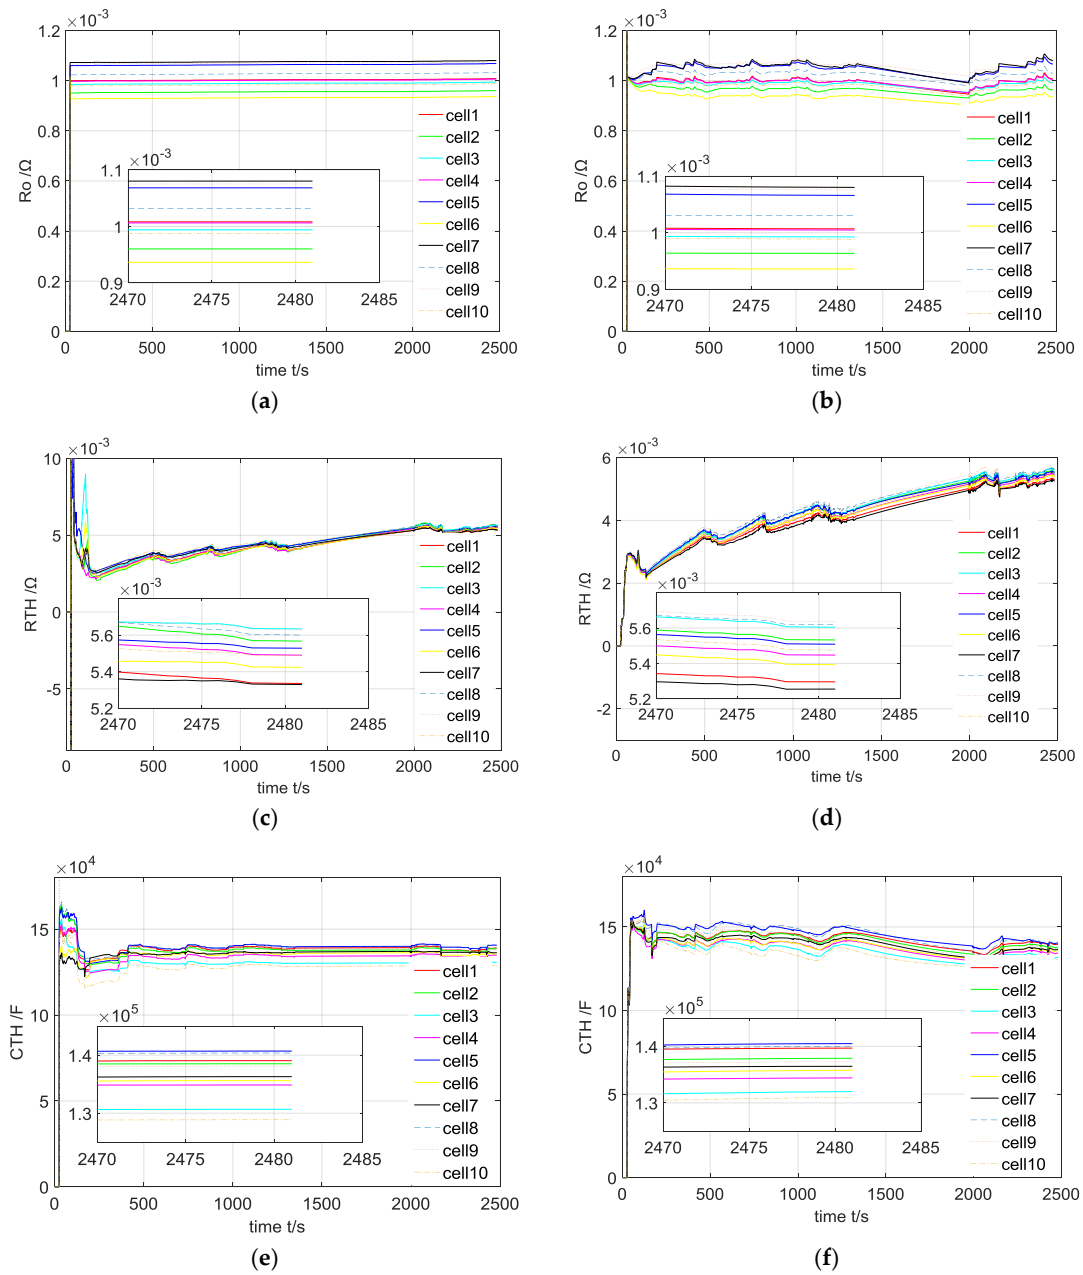 ×10⁻³
1.2
1
0.8
0.6
0.4
0.2
0
Ro /Ω
cell1
cell2
cell3
cell4
cell5
cell6
cell7
cell8
cell9
cell10
×10⁻³
1.1
1
0.9
2470 2475 2480 2485
0 500 1000 1500 2000 2500
time t/s
(a)
×10⁻³
1.2
1
0.8
0.6
0.4
0.2
0
Ro /Ω
cell1
cell2
cell3
cell4
cell5
cell6
cell7
cell8
cell9
cell10
×10⁻³
1.1
1
0.9
2470 2475 2480 2485
0 500 1000 1500 2000 2500
time t/s
(b)
×10⁻³
10
5
0
-5
RTH /Ω
cell1
cell2
cell3
cell4
cell5
cell6
cell7
cell8
cell9
cell10
×10⁻³
5.6
5.4
5.2
2470 2475 2480 2485
0 500 1000 1500 2000 2500
time t/s
(c)
×10⁻³
6
4
2
0
-2
RTH /Ω
cell1
cell2
cell3
cell4
cell5
cell6
cell7
cell8
cell9
cell10
×10⁻³
5.6
5.4
5.2
2470 2475 2480 2485
0 500 1000 1500 2000 2500
time t/s
(d)
×10⁴
15
10
5
0
CTH /F
cell1
cell2
cell3
cell4
cell5
cell6
cell7
cell8
cell9
cell10
×10⁵
1.4
1.3
2470 2475 2480 2485
0 500 1000 1500 2000 2500
time t/s
(e)
×10⁴
15
10
5
0
CTH /F
cell1
cell2
cell3
cell4
cell5
cell6
cell7
cell8
cell9
cell10
×10⁵
1.4
1.3
2470 2475 2480 2485
0 500 1000 1500 2000 2500
time t/s
(f)